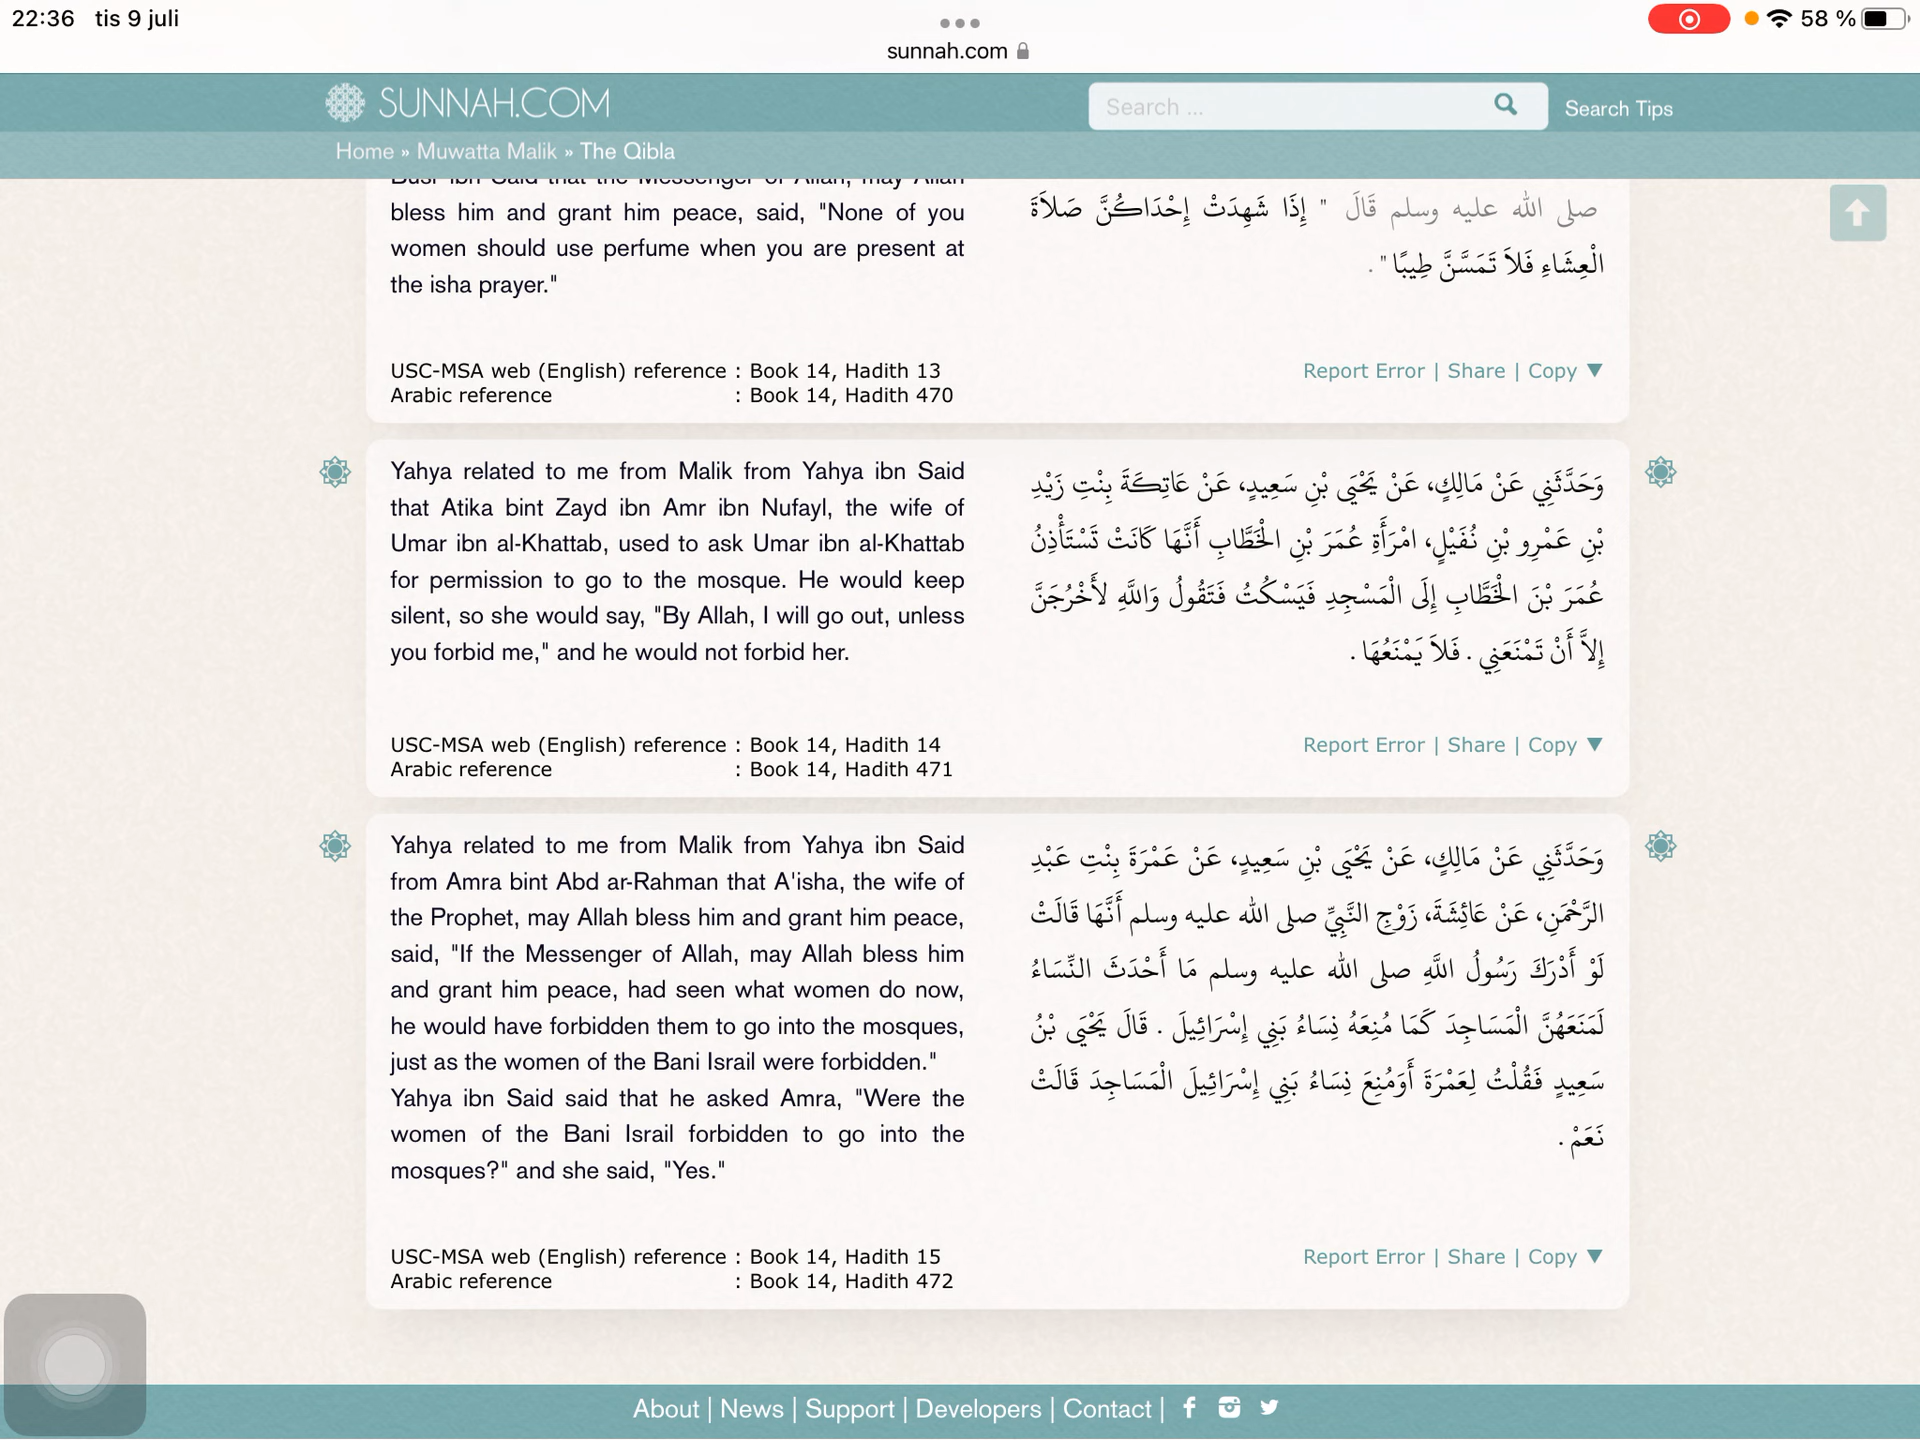 22:36 tis 9 juli
sunnah.com
58 %
SUNNAH.COM
Search ...
Search Tips
Home » Muwatta Malik » The Qibla
Busr ibn Said that the Messenger of Allah, may Allah
bless him and grant him peace, said, "None of you
women should use perfume when you are present at
the isha prayer."
صلى الله عليه وسلم قَالَ ‏"‏ إِذَا شَهِدَتْ إِحْدَاكُنَّ صَلاَةَ
الْعِشَاءِ فَلاَ تَمَسَّنَّ طِيبًا ‏"‏ ‏.‏
USC-MSA web (English) reference : Book 14, Hadith 13
Arabic reference : Book 14, Hadith 470
Report Error | Share | Copy ▼
Yahya related to me from Malik from Yahya ibn Said
that Atika bint Zayd ibn Amr ibn Nufayl, the wife of
Umar ibn al-Khattab, used to ask Umar ibn al-Khattab
for permission to go to the mosque. He would keep
silent, so she would say, "By Allah, I will go out, unless
you forbid me," and he would not forbid her.
وَحَدَّثَنِي عَنْ مَالِكٍ، عَنْ يَحْيَى بْنِ سَعِيدٍ، عَنْ عَاتِكَةَ بِنْتِ زَيْدِ
بْنِ عَمْرِو بْنِ نُفَيْلٍ، امْرَأَةِ عُمَرَ بْنِ الْخَطَّابِ أَنَّهَا كَانَتْ تَسْتَأْذِنُ
عُمَرَ بْنَ الْخَطَّابِ إِلَى الْمَسْجِدِ فَيَسْكُتُ فَتَقُولُ وَاللَّهِ لأَخْرُجَنَّ
إِلاَّ أَنْ تَمْنَعَنِي ‏.‏ فَلاَ يَمْنَعُهَا ‏.‏
USC-MSA web (English) reference : Book 14, Hadith 14
Arabic reference : Book 14, Hadith 471
Report Error | Share | Copy ▼
Yahya related to me from Malik from Yahya ibn Said
from Amra bint Abd ar-Rahman that A'isha, the wife of
the Prophet, may Allah bless him and grant him peace,
said, "If the Messenger of Allah, may Allah bless him
and grant him peace, had seen what women do now,
he would have forbidden them to go into the mosques,
just as the women of the Bani Israil were forbidden."
Yahya ibn Said said that he asked Amra, "Were the
women of the Bani Israil forbidden to go into the
mosques?" and she said, "Yes."
وَحَدَّثَنِي عَنْ مَالِكٍ، عَنْ يَحْيَى بْنِ سَعِيدٍ، عَنْ عَمْرَةَ بِنْتِ عَبْدِ
الرَّحْمَنِ، عَنْ عَائِشَةَ، زَوْجِ النَّبِيِّ صلى الله عليه وسلم أَنَّهَا قَالَتْ
لَوْ أَدْرَكَ رَسُولُ اللَّهِ صلى الله عليه وسلم مَا أَحْدَثَ النِّسَاءُ
لَمَنَعَهُنَّ الْمَسَاجِدَ كَمَا مُنِعَهُ نِسَاءُ بَنِي إِسْرَائِيلَ ‏.‏ قَالَ يَحْيَى بْنُ
سَعِيدٍ فَقُلْتُ لِعَمْرَةَ أَوَمُنِعَ نِسَاءُ بَنِي إِسْرَائِيلَ الْمَسَاجِدَ قَالَتْ
نَعَمْ ‏.‏
USC-MSA web (English) reference : Book 14, Hadith 15
Arabic reference : Book 14, Hadith 472
Report Error | Share | Copy ▼
About | News | Support | Developers | Contact |